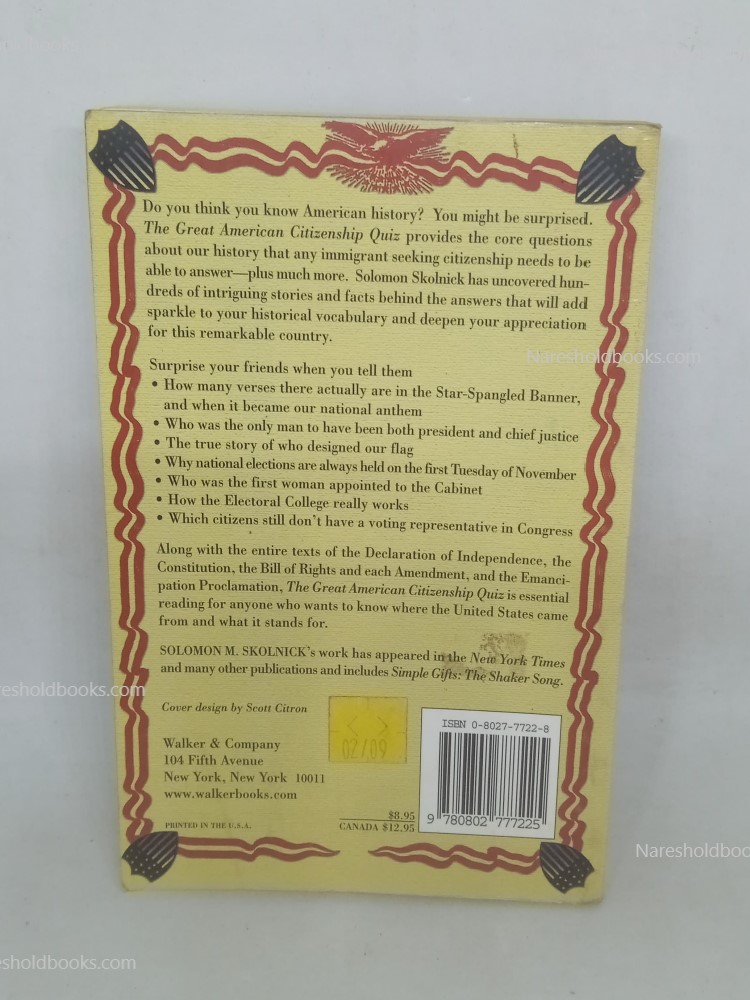 Do you think you know American history? You might be surprised.
The Great American Citizenship Quiz provides the core questions
about our history that any immigrant seeking citizenship needs to be
able to answer—plus much more. Solomon Skolnick has uncovered hun-
dreds of intriguing stories and facts behind the answers that will add
sparkle to your historical vocabulary and deepen your appreciation
for this remarkable country.
Naresholdbooks.com
Surprise your friends when you tell them
• How many verses there actually are in the Star-Spangled Banner,
and when it became our national anthem
• Who was the only man to have been both president and chief justice
• The true story of who designed our flag
• Why national elections are always held on the first Tuesday of November
• Who was the first woman appointed to the Cabinet
• How the Electoral College really works
• Which citizens still don't have a voting representative in Congress
Along with the entire texts of the Declaration of Independence, the
Constitution, the Bill of Rights and each Amendment, and the Emanci-
pation Proclamation, The Great American Citizenship Quiz is essential
reading for anyone who wants to know where the United States came
from and what it stands for.
SOLOMON M. SKOLNICK's work has appeared in the New York Times
and many other publications and includes Simple Gifts: The Shaker Song.
aresholdbooks.com
Cover design by Scott Citron
02/09
Walker & Company
104 Fifth Avenue
New York, New York 10011
www.walkerbooks.com
PRINTED IN THE U.S.A.
$8.95
CANADA $12.95
ISBN 0-8027-7722-8
9 780802 777225
Naresholdboo
esholdbooks.com